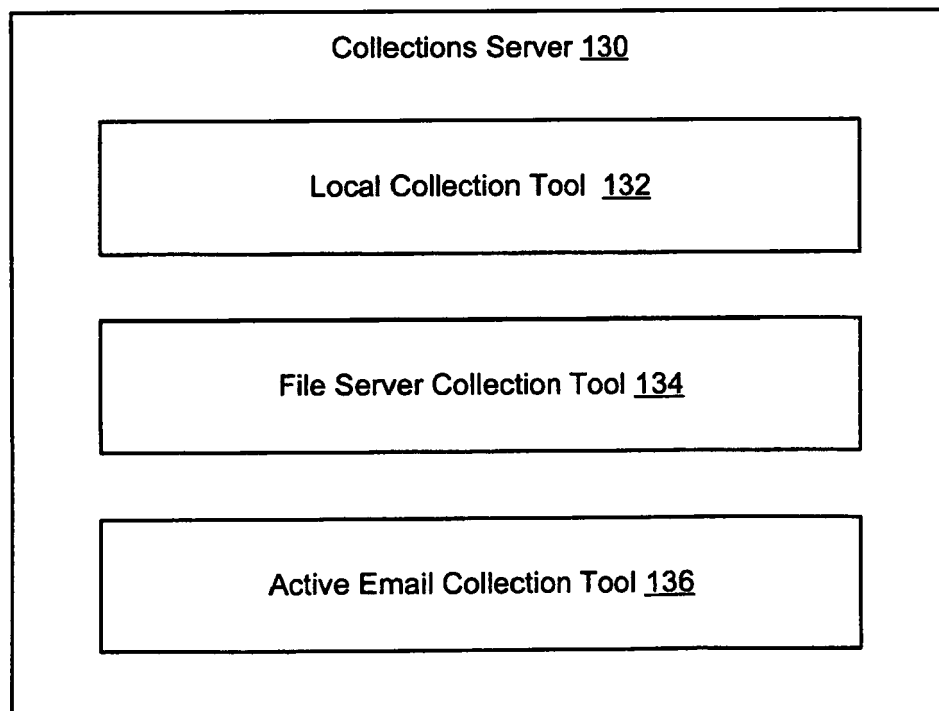 Collections Server 130
Local Collection Tool 132
File Server Collection Tool 134
Active Email Collection Tool 136